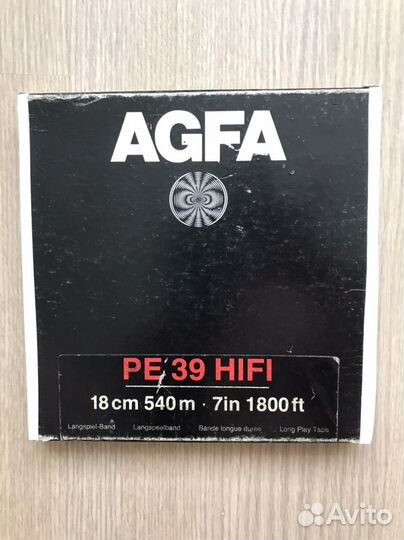 AGFA
PE 39 HIFI
18 cm 540 m · 7in 1800 ft
Langspiel-Band Langspeelband Bande longue durée Long Play Tape
Avito